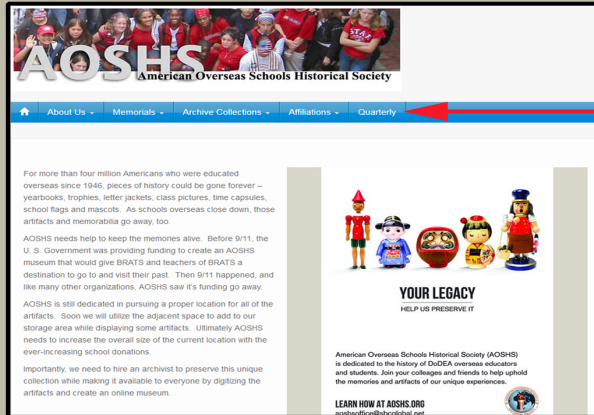 AOSHS
American Overseas Schools Historical Society
About Us Memorials Archive Collections Affiliations Quarterly
For more than four million Americans who were educated
overseas since 1946, pieces of history could be gone forever –
yearbooks, trophies, letter jackets, class pictures, time capsules,
school flags and mascots. As schools overseas close down, those
artifacts and memorabilia go away, too.
AOSHS needs help to keep the memories alive. Before 9/11, the
U. S. Government was providing funding to create an AOSHS
museum that would give BRATS and teachers of BRATS a
destination to go to and visit their past. Then 9/11 happened, and
like many other organizations, AOSHS saw it's funding go away.
AOSHS is still dedicated in pursuing a proper location for all of the
artifacts. Soon we will utilize the adjacent space to add to our
storage area while displaying some artifacts. Ultimately AOSHS
needs to increase the overall size of the current location with the
ever-increasing school donations.
Importantly, we need to hire an archivist to preserve this unique
collection while making it available to everyone by digitizing the
artifacts and create an online museum.
YOUR LEGACY
HELP US PRESERVE IT
American Overseas Schools Historical Society (AOSHS)
is dedicated to the history of DoDEA overseas educators
and students. Join your colleagues and friends to help uphold
the memories and artifacts of our unique experiences.
LEARN HOW AT AOSHS.ORG
aoshsoffice@sbcglobal.net